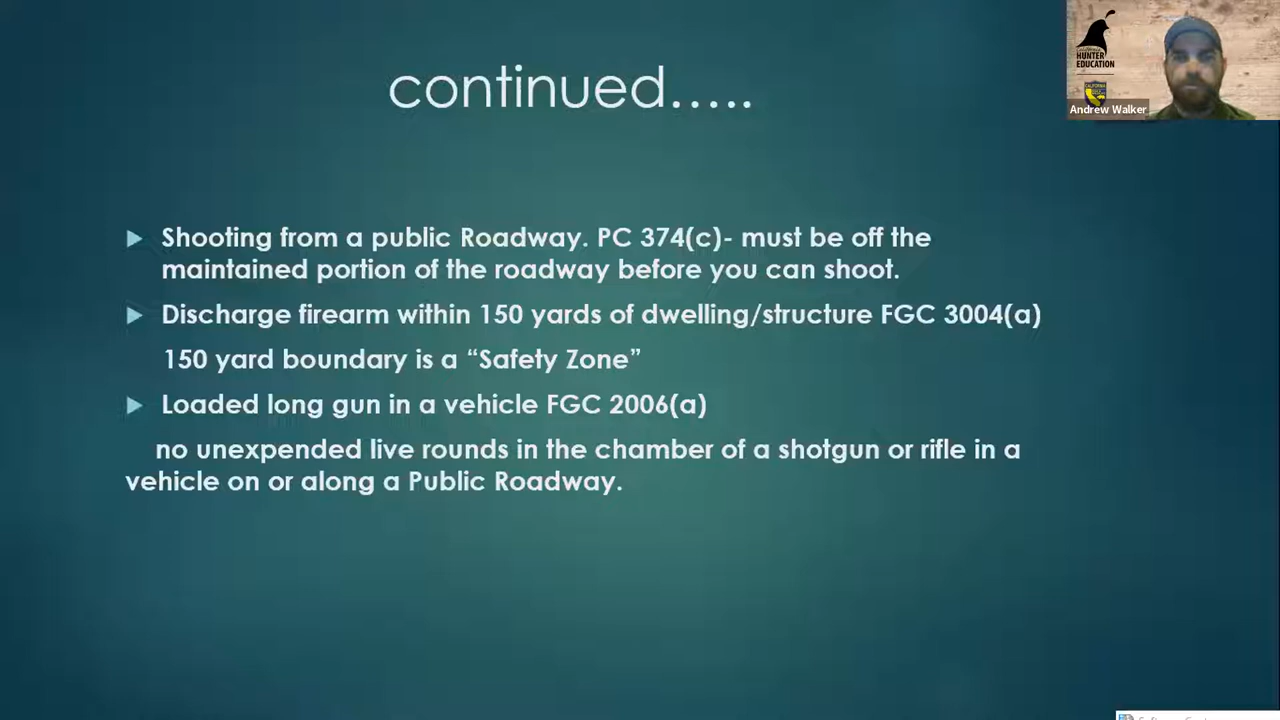 continued.....
HUNTER
EDUCATION
CALIFORNIA
Andrew Walker
Shooting from a public Roadway. PC 374(c)- must be off the
maintained portion of the roadway before you can shoot.
Discharge firearm within 150 yards of dwelling/structure FGC 3004(a)
150 yard boundary is a “Safety Zone”
Loaded long gun in a vehicle FGC 2006(a)
no unexpended live rounds in the chamber of a shotgun or rifle in a
vehicle on or along a Public Roadway.